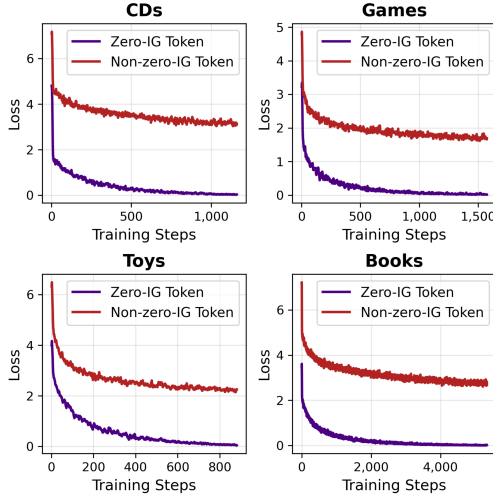 CDs
Loss
6
4
2
0
Zero-IG Token
Non-zero-IG Token
0
500
1,000
Training Steps
Games
Loss
5
4
3
2
1
0
Zero-IG Token
Non-zero-IG Token
0
500
1,000
1,500
Training Steps
Toys
Loss
6
4
2
0
Zero-IG Token
Non-zero-IG Token
0
200
400
600
800
Training Steps
Books
Loss
6
4
2
0
Zero-IG Token
Non-zero-IG Token
0
2,000
4,000
Training Steps